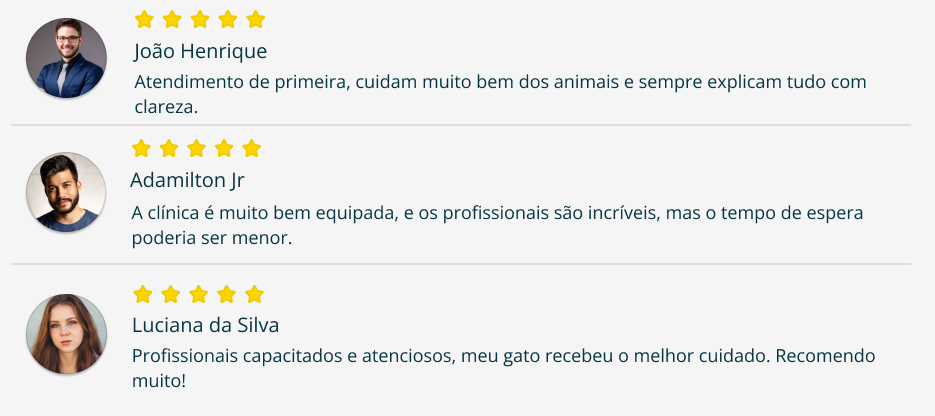 João Henrique
Atendimento de primeira, cuidam muito bem dos animais e sempre explicam tudo com
clareza.
Adamilton Jr
A clínica é muito bem equipada, e os profissionais são incríveis, mas o tempo de espera
poderia ser menor.
Luciana da Silva
Profissionais capacitados e atenciosos, meu gato recebeu o melhor cuidado. Recomendo
muito!